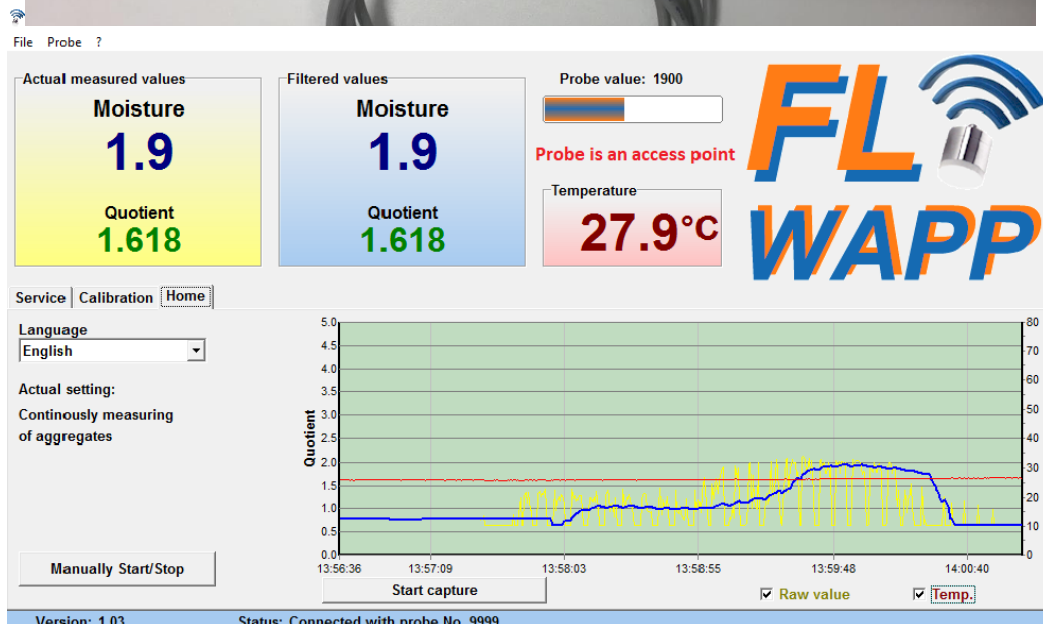 File Probe ?
Actual measured values
Moisture
1.9
Quotient
1.618
Filtered values
Moisture
1.9
Quotient
1.618
Probe value: 1900
Probe is an access point
Temperature
27.9°C
FL
WAPP
Service Calibration Home
Language
English
Actual setting:
Continously measuring
of aggregates
Manually Start/Stop
Quotient
5.0
4.5
4.0
3.5
3.0
2.5
2.0
1.5
1.0
0.5
0.0
80
70
60
50
40
30
20
10
0
13:56:36 13:57:09 13:58:03 13:58:55 13:59:48 14:00:40
Start capture
Raw value
Temp.
Version: 1.03 Status: Connected with probe No. 9999